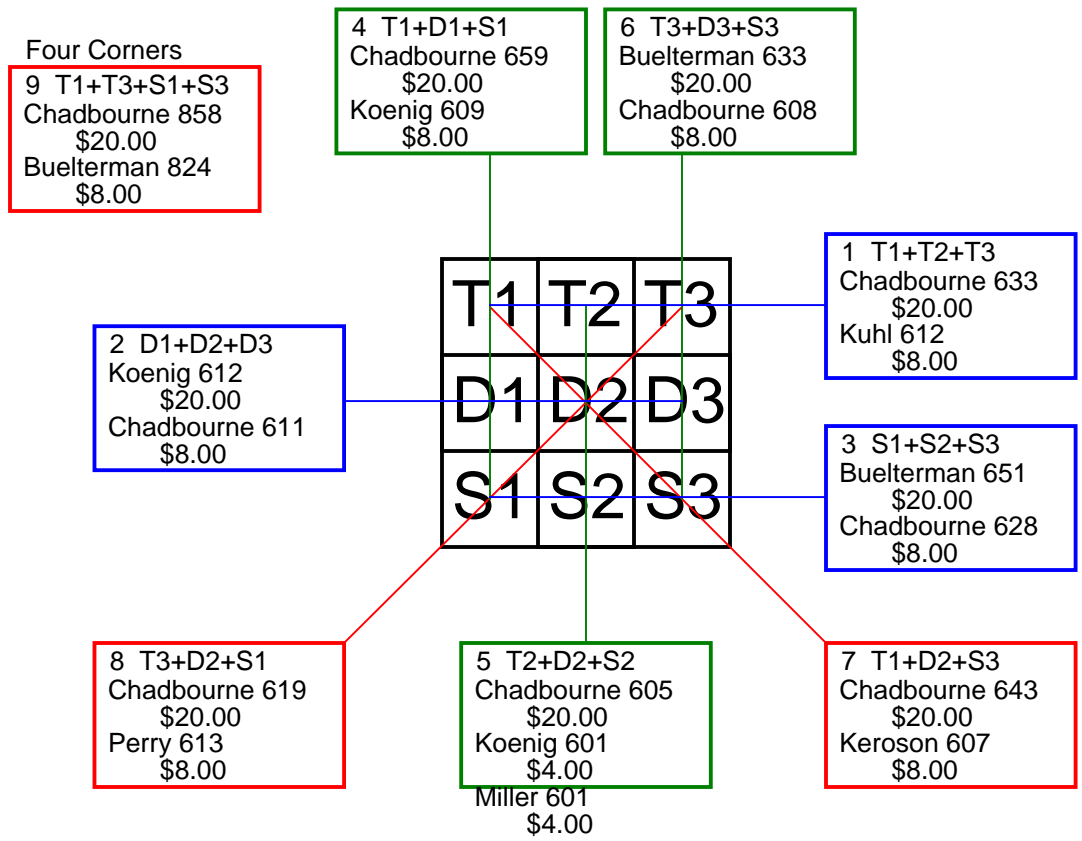 Four Corners
9 T1+T3+S1+S3
Chadbourne 858
$20.00
Buelterman 824
$8.00
4 T1+D1+S1
Chadbourne 659
$20.00
Koenig 609
$8.00
6 T3+D3+S3
Buelterman 633
$20.00
Chadbourne 608
$8.00
1 T1+T2+T3
Chadbourne 633
$20.00
Kuhl 612
$8.00
2 D1+D2+D3
Koenig 612
$20.00
Chadbourne 611
$8.00
T1 T2 T3
D1 D2 D3
S1 S2 S3
3 S1+S2+S3
Buelterman 651
$20.00
Chadbourne 628
$8.00
8 T3+D2+S1
Chadbourne 619
$20.00
Perry 613
$8.00
5 T2+D2+S2
Chadbourne 605
$20.00
Koenig 601
$4.00
Miller 601
$4.00
7 T1+D2+S3
Chadbourne 643
$20.00
Keroson 607
$8.00